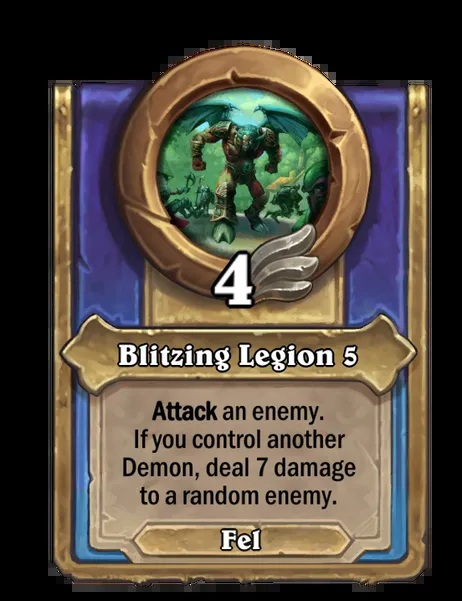 4
Blitzing Legion 5
Attack an enemy.
If you control another
Demon, deal 7 damage
to a random enemy.
Fel